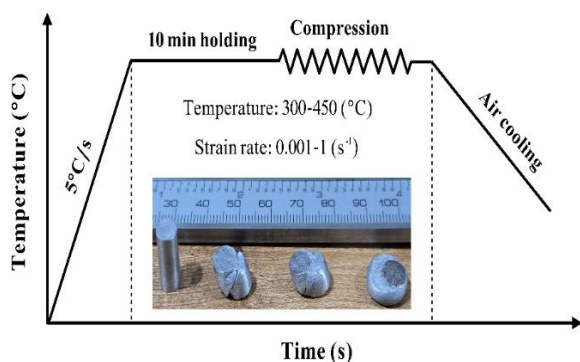 Compression
10 min holding
Temperature: 300-450 (°C)
Strain rate: 0.001-1 (s⁻¹)
5°C/s
Air cooling
Temperature (°C)
30 40 50 60 70 80 90 100
Time (s)